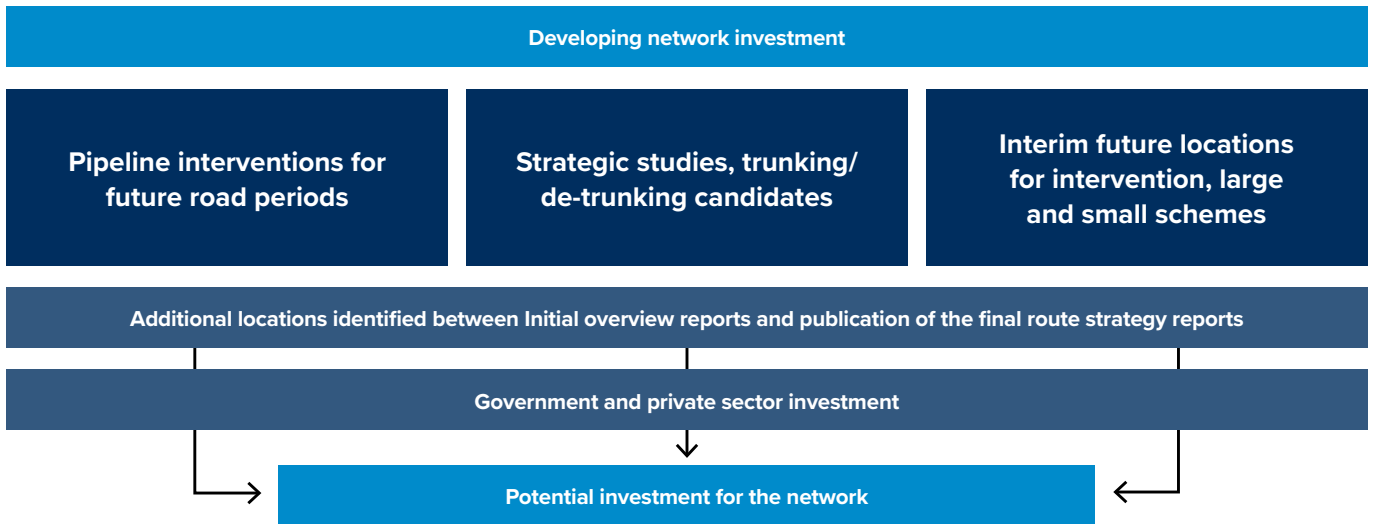 Developing network investment
Pipeline interventions for
future road periods
Strategic studies, trunking/
de-trunking candidates
Interim future locations
for intervention, large
and small schemes
Additional locations identified between Initial overview reports and publication of the final route strategy reports
Government and private sector investment
Potential investment for the network